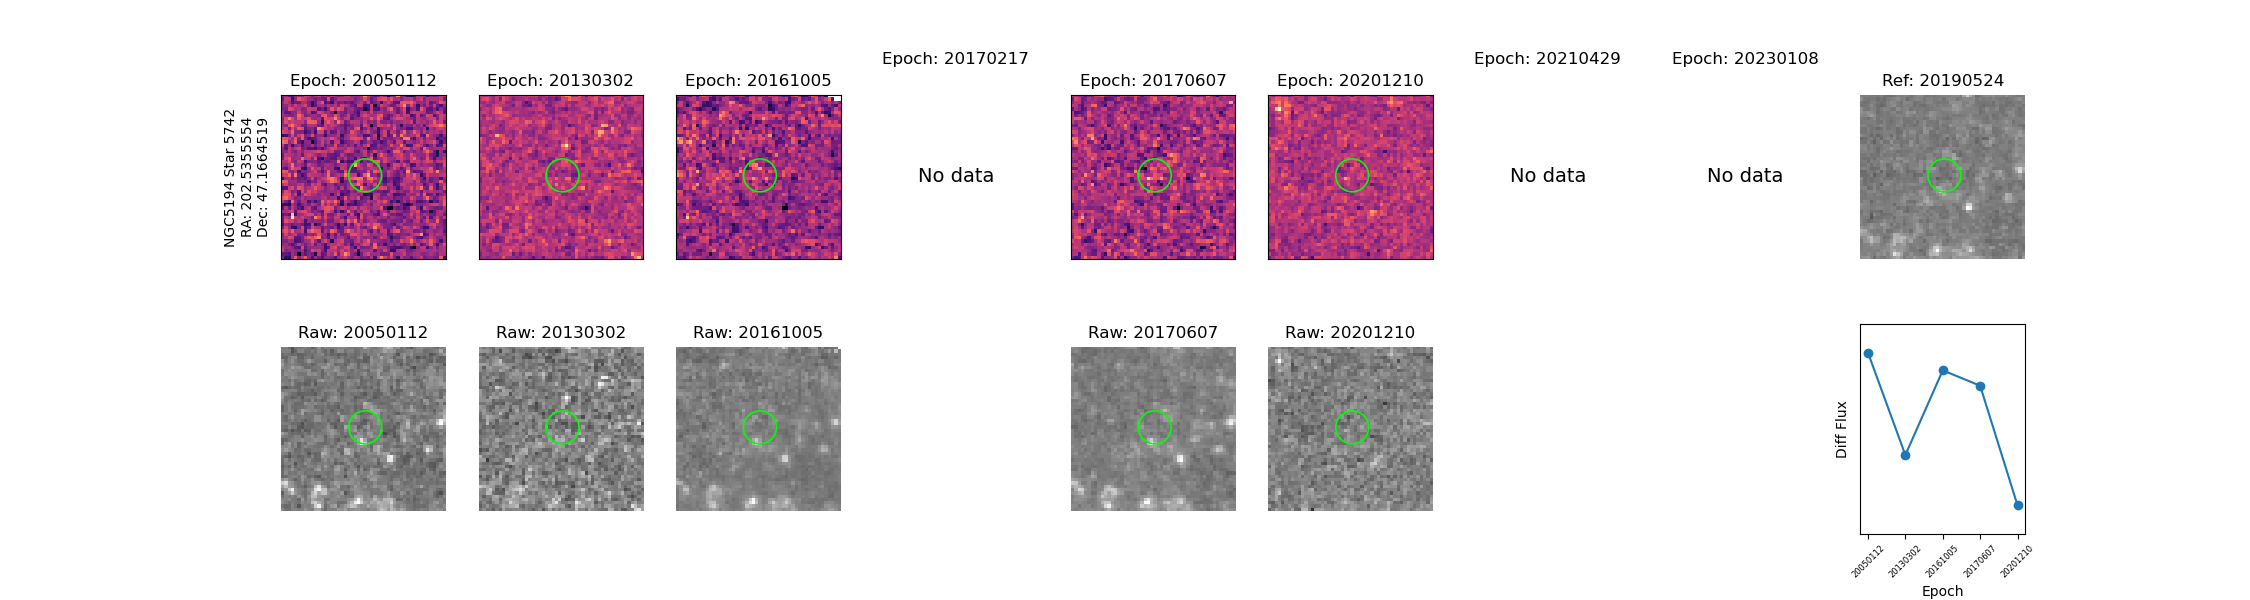 NGC5194 Star 5742
RA: 202.5355554
Dec: 47.1664519
Epoch: 20050112
Epoch: 20130302
Epoch: 20161005
Epoch: 20170217
No data
Epoch: 20170607
Epoch: 20201210
Epoch: 20210429
No data
Epoch: 20230108
No data
Ref: 20190524
Raw: 20050112
Raw: 20130302
Raw: 20161005
Raw: 20170607
Raw: 20201210
Diff Flux
20050112
20130302
20161005
20170607
20201210
Epoch